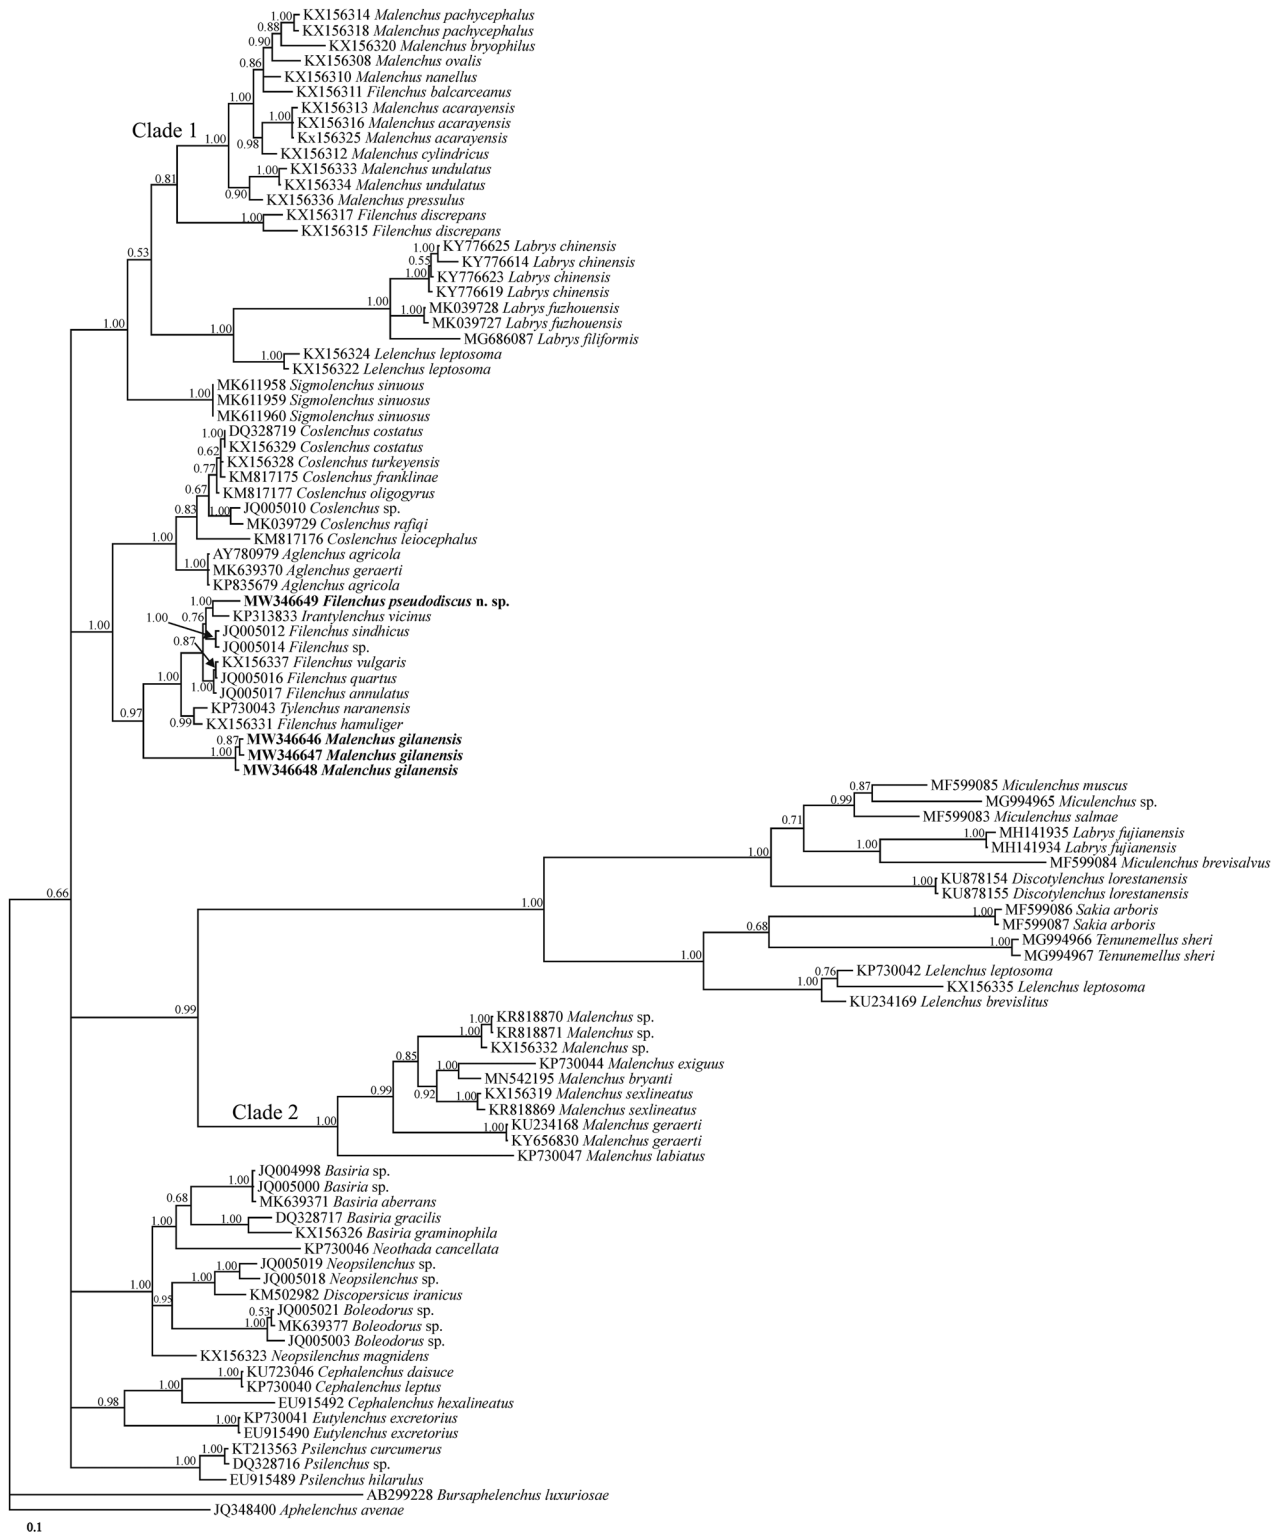 1.00 KX156314 Malenchus pachycephalus
0.88 KX156318 Malenchus pachycephalus
0.90 KX156320 Malenchus bryophilus
KX156308 Malenchus ovalis
0.86
KX156310 Malenchus nanellus
KX156311 Filenchus balcarceanus
1.00
KX156313 Malenchus acarayensis
1.00 KX156316 Malenchus acarayensis
Clade 1
1.00 Kx156325 Malenchus acarayensis
0.98 KX156312 Malenchus cylindricus
1.00 KX156333 Malenchus undulatus
0.81 KX156334 Malenchus undulatus
0.90 KX156336 Malenchus pressulus
1.00 KX156317 Filenchus discrepans
KX156315 Filenchus discrepans
1.00 KY776625 Labrys chinensis
0.53 0.55 KY776614 Labrys chinensis
1.00 KY776623 Labrys chinensis
KY776619 Labrys chinensis
1.00 1.00 MK039728 Labrys fuzhouensis
1.00 MK039727 Labrys fuzhouensis
1.00 MG686087 Labrys filiformis
1.00 KX156324 Lelenchus leptosoma
KX156322 Lelenchus leptosoma
MK611958 Sigmolenchus sinuous
1.00 MK611959 Sigmolenchus sinuosus
MK611960 Sigmolenchus sinuosus
1.00 DQ328719 Coslenchus costatus
0.62 KX156329 Coslenchus costatus
0.77 KX156328 Coslenchus turkeyensis
KM817175 Coslenchus franklinae
0.67 KM817177 Coslenchus oligogyrus
0.83 1.00 JQ005010 Coslenchus sp.
MK039729 Coslenchus rafiqi
1.00 KM817176 Coslenchus leiocephalus
AY780979 Aglenchus agricola
1.00 MK639370 Aglenchus geraerti
KP835679 Aglenchus agricola
1.00 MW346649 Filenchus pseudodiscus n. sp.
1.00 0.76 KP313833 Irantylenchus vicinus
1.00 JQ005012 Filenchus sindhicus
0.87 JQ005014 Filenchus sp.
KX156337 Filenchus vulgaris
1.00 JQ005016 Filenchus quartus
1.00 JQ005017 Filenchus annulatus
KP730043 Tylenchus naranensis
0.97 0.99 KX156331 Filenchus hamuliger
0.87 MW346646 Malenchus gilanensis
1.00 MW346647 Malenchus gilanensis
MW346648 Malenchus gilanensis
0.87 MF599085 Miculenchus muscus
0.99 MG994965 Miculenchus sp.
0.71 MF599083 Miculenchus salmae
1.00 MH141935 Labrys fujianensis
1.00 MH141934 Labrys fujianensis
1.00 MF599084 Miculenchus brevisalvus
1.00 KU878154 Discotylenchus lorestanensis
0.66 KU878155 Discotylenchus lorestanensis
1.00 1.00 MF599086 Sakia arboris
0.68 MF599087 Sakia arboris
1.00 MG994966 Tenunemellus sheri
1.00 MG994967 Tenunemellus sheri
0.76 KP730042 Lelenchus leptosoma
1.00 KX156335 Lelenchus leptosoma
KU234169 Lelenchus brevislitus
0.99 1.00 KR818870 Malenchus sp.
1.00 KR818871 Malenchus sp.
KX156332 Malenchus sp.
0.85 1.00 KP730044 Malenchus exiguus
MN542195 Malenchus bryanti
0.99 0.92 1.00 KX156319 Malenchus sexlineatus
KR818869 Malenchus sexlineatus
Clade 2
1.00 1.00 KU234168 Malenchus geraerti
KY656830 Malenchus geraerti
KP730047 Malenchus labiatus
JQ004998 Basiria sp.
1.00 JQ005000 Basiria sp.
0.68 MK639371 Basiria aberrans
1.00 1.00 DQ328717 Basiria gracilis
KX156326 Basiria graminophila
KP730046 Neothada cancellata
1.00 JQ005019 Neopsilenchus sp.
1.00 JQ005018 Neopsilenchus sp.
1.00 KM502982 Discopersicus iranicus
0.95 0.53 JQ005021 Boleodorus sp.
1.00 MK639377 Boleodorus sp.
JQ005003 Boleodorus sp.
KX156323 Neopsilenchus magnidens
1.00 KU723046 Cephalenchus daisuce
1.00 KP730040 Cephalenchus leptus
0.98 EU915492 Cephalenchus hexalineatus
1.00 KP730041 Eutylenchus excretorius
EU915490 Eutylenchus excretorius
1.00 KT213563 Psilenchus curcumerus
1.00 DQ328716 Psilenchus sp.
EU915489 Psilenchus hilarulus
AB299228 Bursaphelenchus luxuriosae
JQ348400 Aphelenchus avenae
0.1